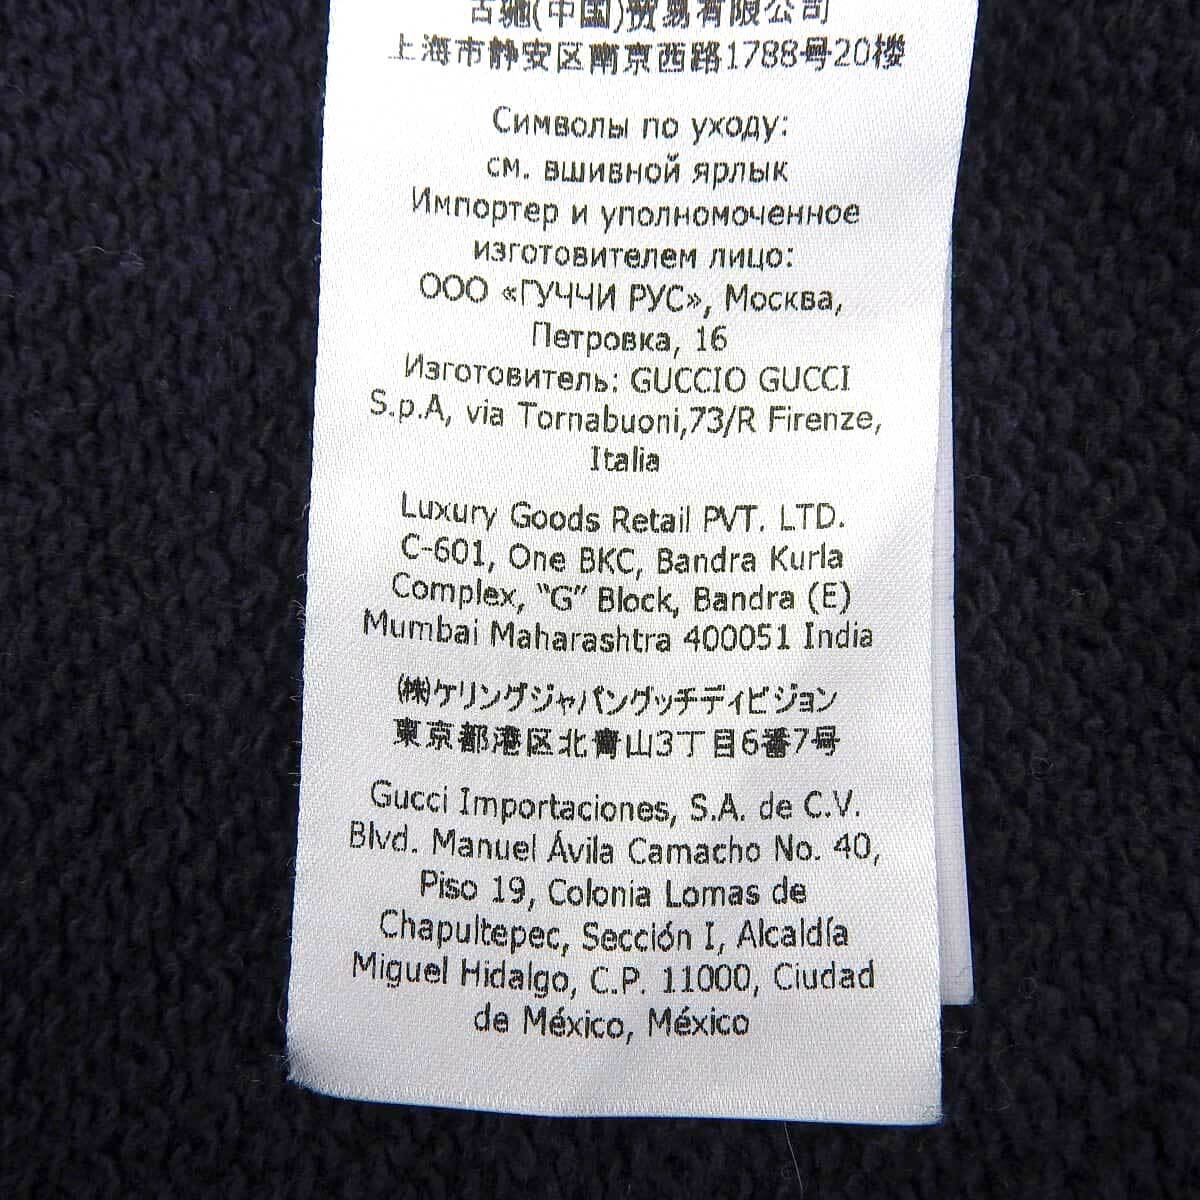 古驰(中国)贸易有限公司
上海市静安区南京西路1788号20楼
Символы по уходу:
см. вшивной ярлык
Импортер и уполномоченное
изготовителем лицо:
ООО «ГУЧЧИ РУС», Москва,
Петровка, 16
Изготовитель: GUCCIO GUCCI
S.p.A, via Tornabuoni,73/R Firenze,
Italia
Luxury Goods Retail PVT. LTD.
C-601, One BKC, Bandra Kurla
Complex, “G” Block, Bandra (E)
Mumbai Maharashtra 400051 India
㈱ケリングジャパングッチディビジョン
東京都港区北青山3丁目6番7号
Gucci Importaciones, S.A. de C.V.
Blvd. Manuel Ávila Camacho No. 40,
Piso 19, Colonia Lomas de
Chapultepec, Sección I, Alcaldía
Miguel Hidalgo, C.P. 11000, Ciudad
de México, México